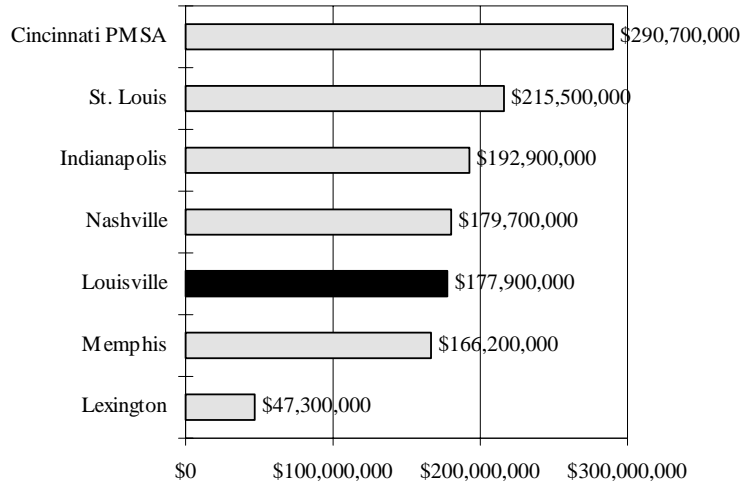 Cincinnati PMSA $290,700,000
St. Louis $215,500,000
Indianapolis $192,900,000
Nashville $179,700,000
Louisville $177,900,000
Memphis $166,200,000
Lexington $47,300,000
$0 $100,000,000 $200,000,000 $300,000,000